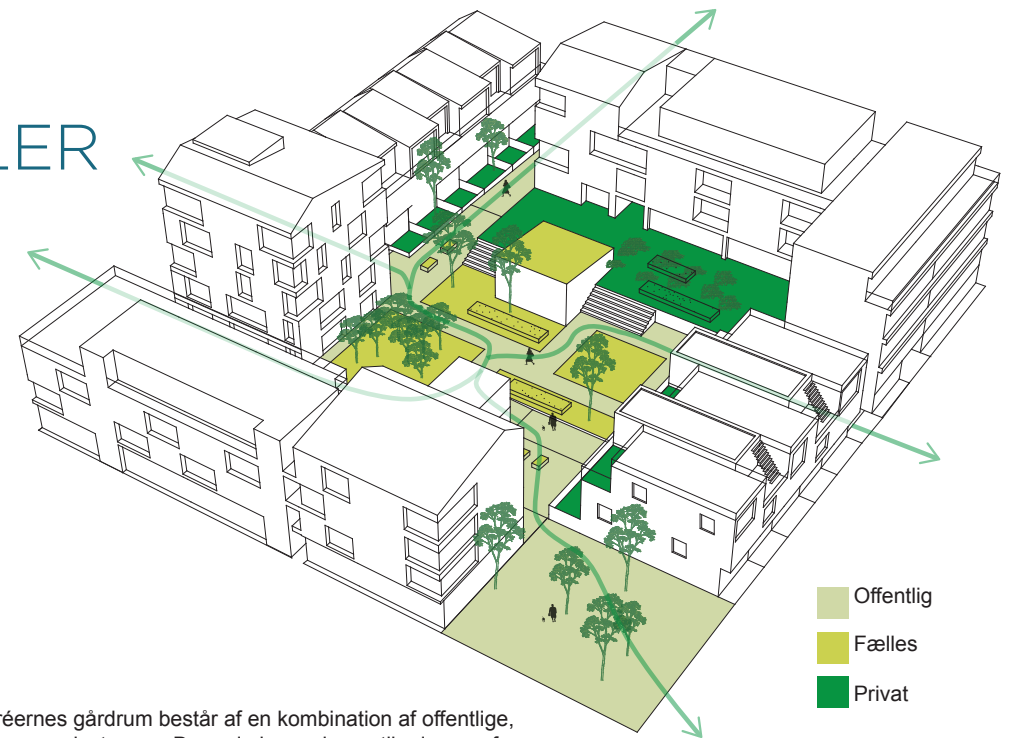 LER
Offentlig
Fælles
Privat
réernes gårdrum består af en kombination af offentlige,